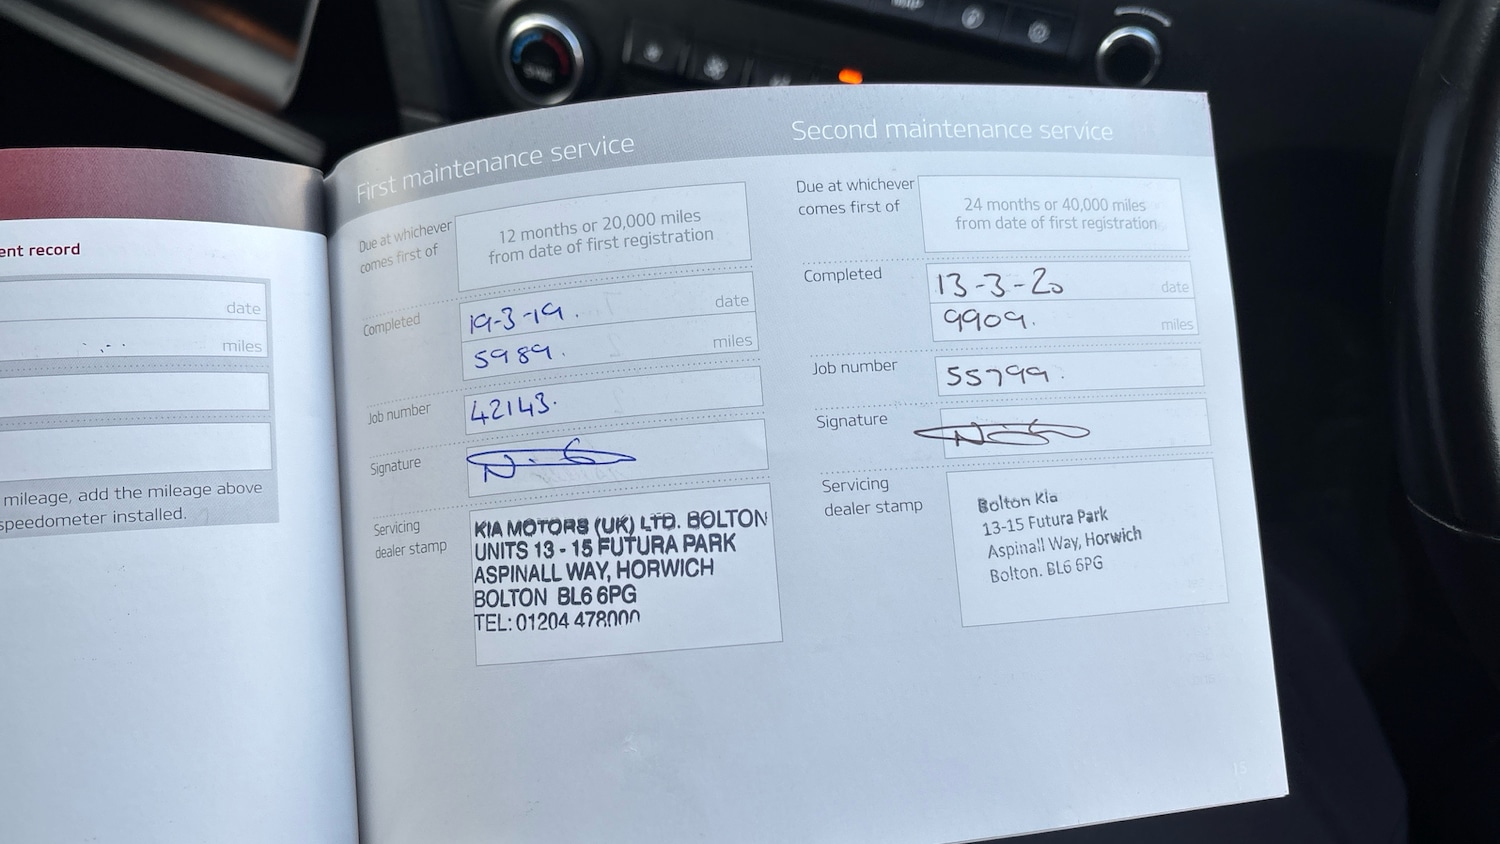 ent record
date
miles
mileage, add the mileage above
speedometer installed.
First maintenance service
Due at whichever
comes first of
12 months or 20,000 miles
from date of first registration
Completed
19-3-19.
date
5989.
miles
Job number
42143.
Signature
Servicing
dealer stamp
KIA MOTORS (UK) LTD. BOLTON
UNITS 13 - 15 FUTURA PARK
ASPINALL WAY, HORWICH
BOLTON BL6 6PG
TEL: 01204 478000
Second maintenance service
Due at whichever
comes first of
24 months or 40,000 miles
from date of first registration
Completed
13-3-20
date
9909.
miles
Job number
55799.
Signature
Servicing
dealer stamp
Bolton Kia
13-15 Futura Park
Aspinall Way, Horwich
Bolton. BL6 6PG
15